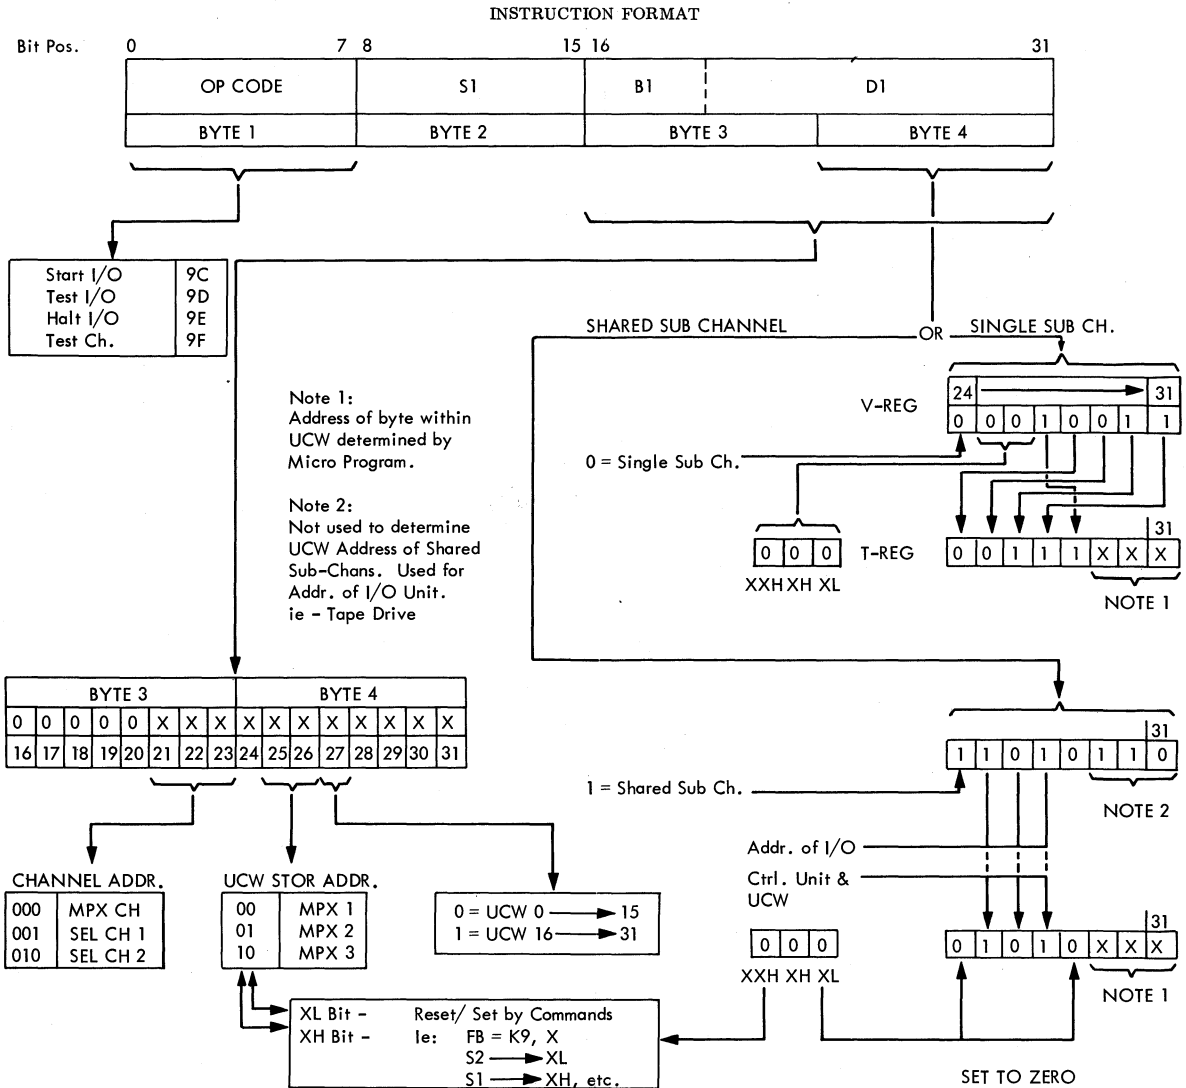 INSTRUCTION FORMAT
Bit Pos. 0 7 8 15 16 31
OP CODE S1 B1 D1
BYTE 1 BYTE 2 BYTE 3 BYTE 4
Start I/O 9C
Test I/O 9D
Halt I/O 9E
Test Ch. 9F
SHARED SUB CHANNEL OR SINGLE SUB CH.
V-REG
24 31
0 0 0 1 0 0 1 1
0 = Single Sub Ch.
Note 1:
Address of byte within
UCW determined by
Micro Program.
Note 2:
Not used to determine
UCW Address of Shared
Sub-Chans. Used for
Addr. of I/O Unit.
ie - Tape Drive
0 0 0
XXH XH XL
T-REG
31
0 0 1 1 1 X X X
NOTE 1
BYTE 3 BYTE 4
0 0 0 0 0 X X X X X X X X X X X
16 17 18 19 20 21 22 23 24 25 26 27 28 29 30 31
31
1 1 0 1 0 1 1 0
1 = Shared Sub Ch.
NOTE 2
Addr. of I/O
Ctrl. Unit &
UCW
CHANNEL ADDR.
000 MPX CH
001 SEL CH 1
010 SEL CH 2
UCW STOR ADDR.
00 MPX 1
01 MPX 2
10 MPX 3
0 = UCW 0 15
1 = UCW 16 31
0 0 0
XXH XH XL
31
0 1 0 1 0 X X X
NOTE 1
XL Bit - Reset/ Set by Commands
XH Bit - Ie: FB = K9, X
S2 XL
S1 XH, etc.
SET TO ZERO